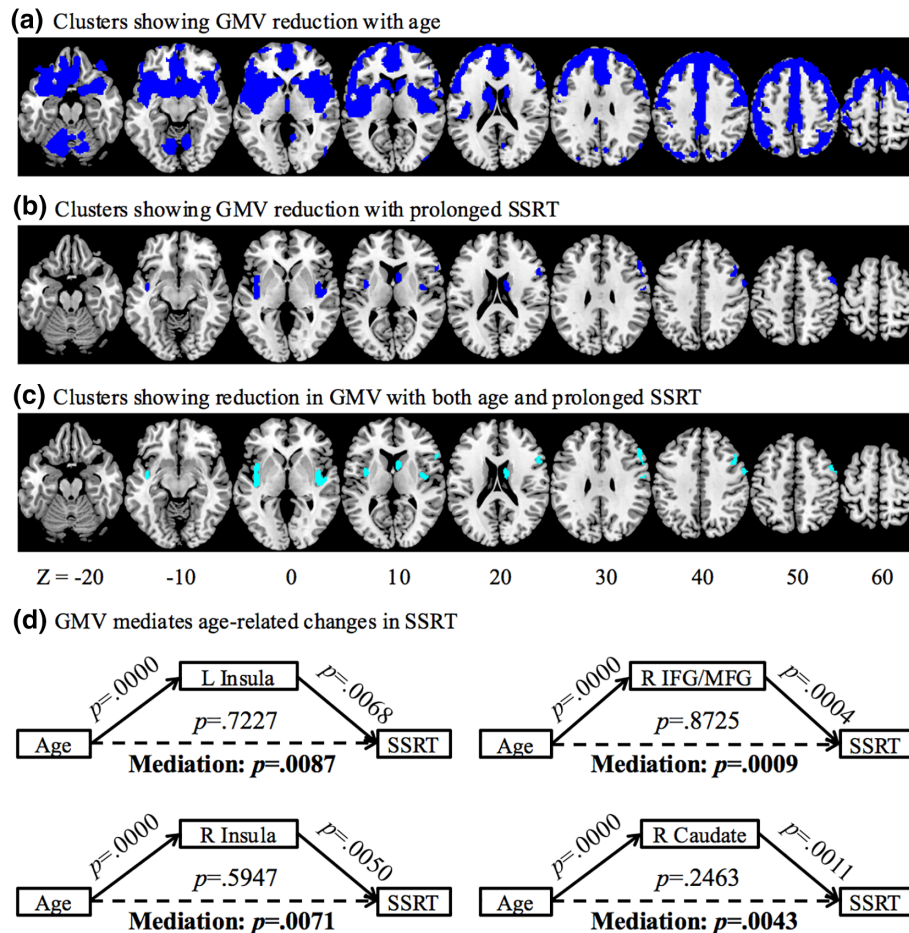 (a) Clusters showing GMV reduction with age
(b) Clusters showing GMV reduction with prolonged SSRT
(c) Clusters showing reduction in GMV with both age and prolonged SSRT
Z = -20 -10 0 10 20 30 40 50 60
(d) GMV mediates age-related changes in SSRT
p=.0000
L Insula
p=.0068
p=.7227
Age
SSRT
Mediation: p=.0087
p=.0000
R IFG/MFG
p=.0004
p=.8725
Age
SSRT
Mediation: p=.0009
p=.0000
R Insula
p=.0050
p=.5947
Age
SSRT
Mediation: p=.0071
p=.0000
R Caudate
p=.0011
p=.2463
Age
SSRT
Mediation: p=.0043